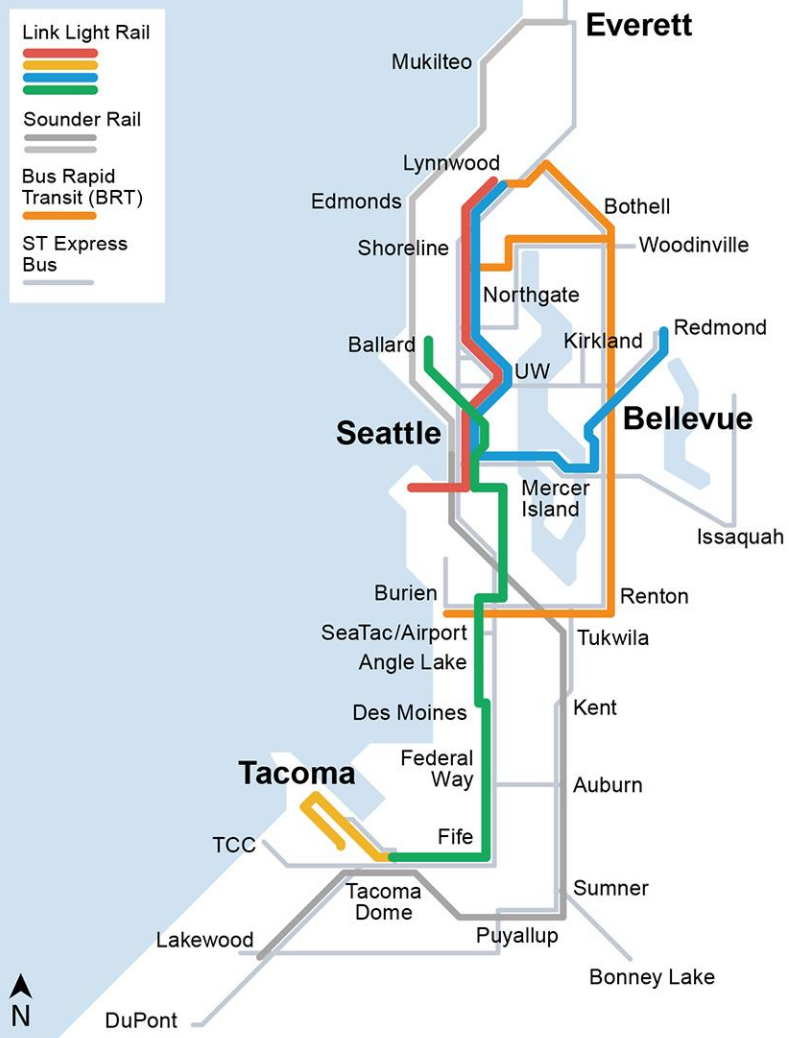 Link Light Rail
Sounder Rail
Bus Rapid
Transit (BRT)
ST Express
Bus
Everett
Mukilteo
Lynnwood
Edmonds
Bothell
Shoreline
Woodinville
Northgate
Ballard
Kirkland
Redmond
UW
Seattle
Bellevue
Mercer
Island
Issaquah
Burien
Renton
SeaTac/Airport
Tukwila
Angle Lake
Des Moines
Kent
Federal
Way
Tacoma
Auburn
Fife
TCC
Tacoma
Dome
Sumner
Puyallup
Lakewood
Bonney Lake
DuPont
N